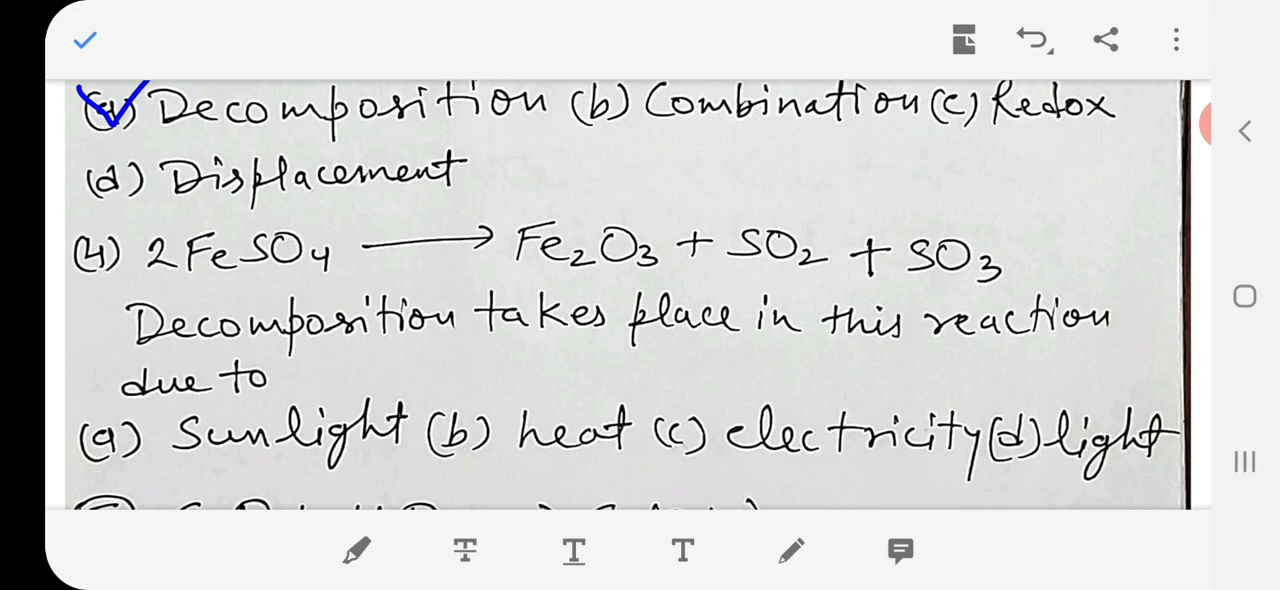 (a) Decomposition (b) Combination (c) Redox
(d) Displacement
(4) 2FeSO4 ⟶ Fe2O3 + SO2 + SO3
Decomposition takes place in this reaction
due to
(a) Sunlight (b) heat (c) electricity (d) light